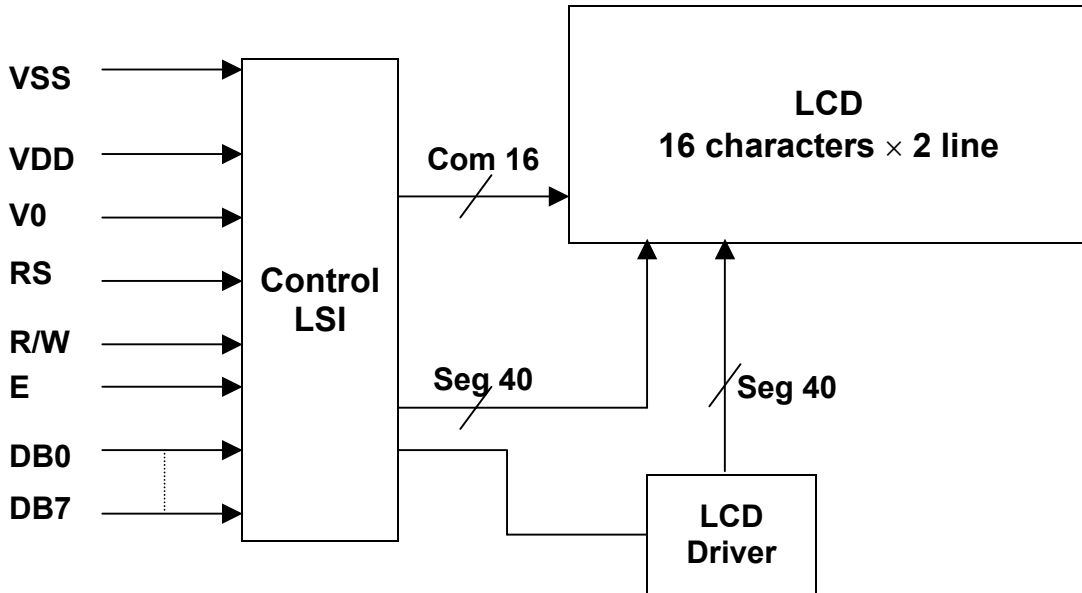 VSS
VDD
V0
RS
R/W
E
DB0
DB7
Control
LSI
Com 16
Seg 40
LCD
16 characters × 2 line
Seg 40
LCD
Driver